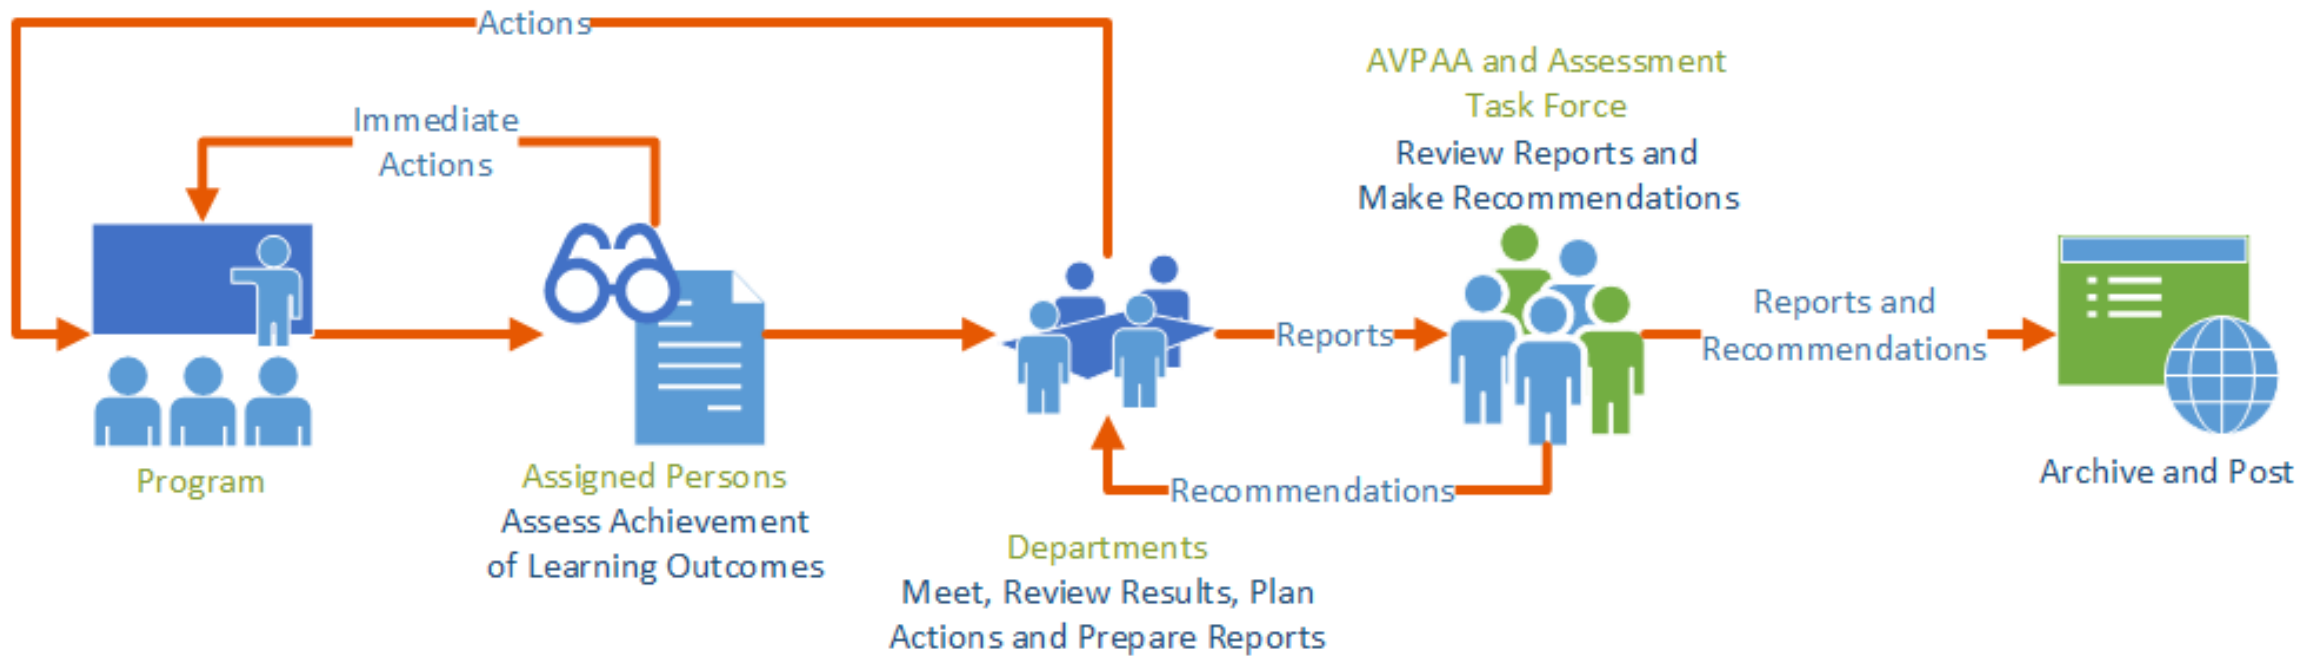 Actions
Immediate
Actions
AVPAA and Assessment
Task Force
Review Reports and
Make Recommendations
Reports
Reports and
Recommendations
Recommendations
Program
Assigned Persons
Assess Achievement
of Learning Outcomes
Departments
Meet, Review Results, Plan
Actions and Prepare Reports
Archive and Post